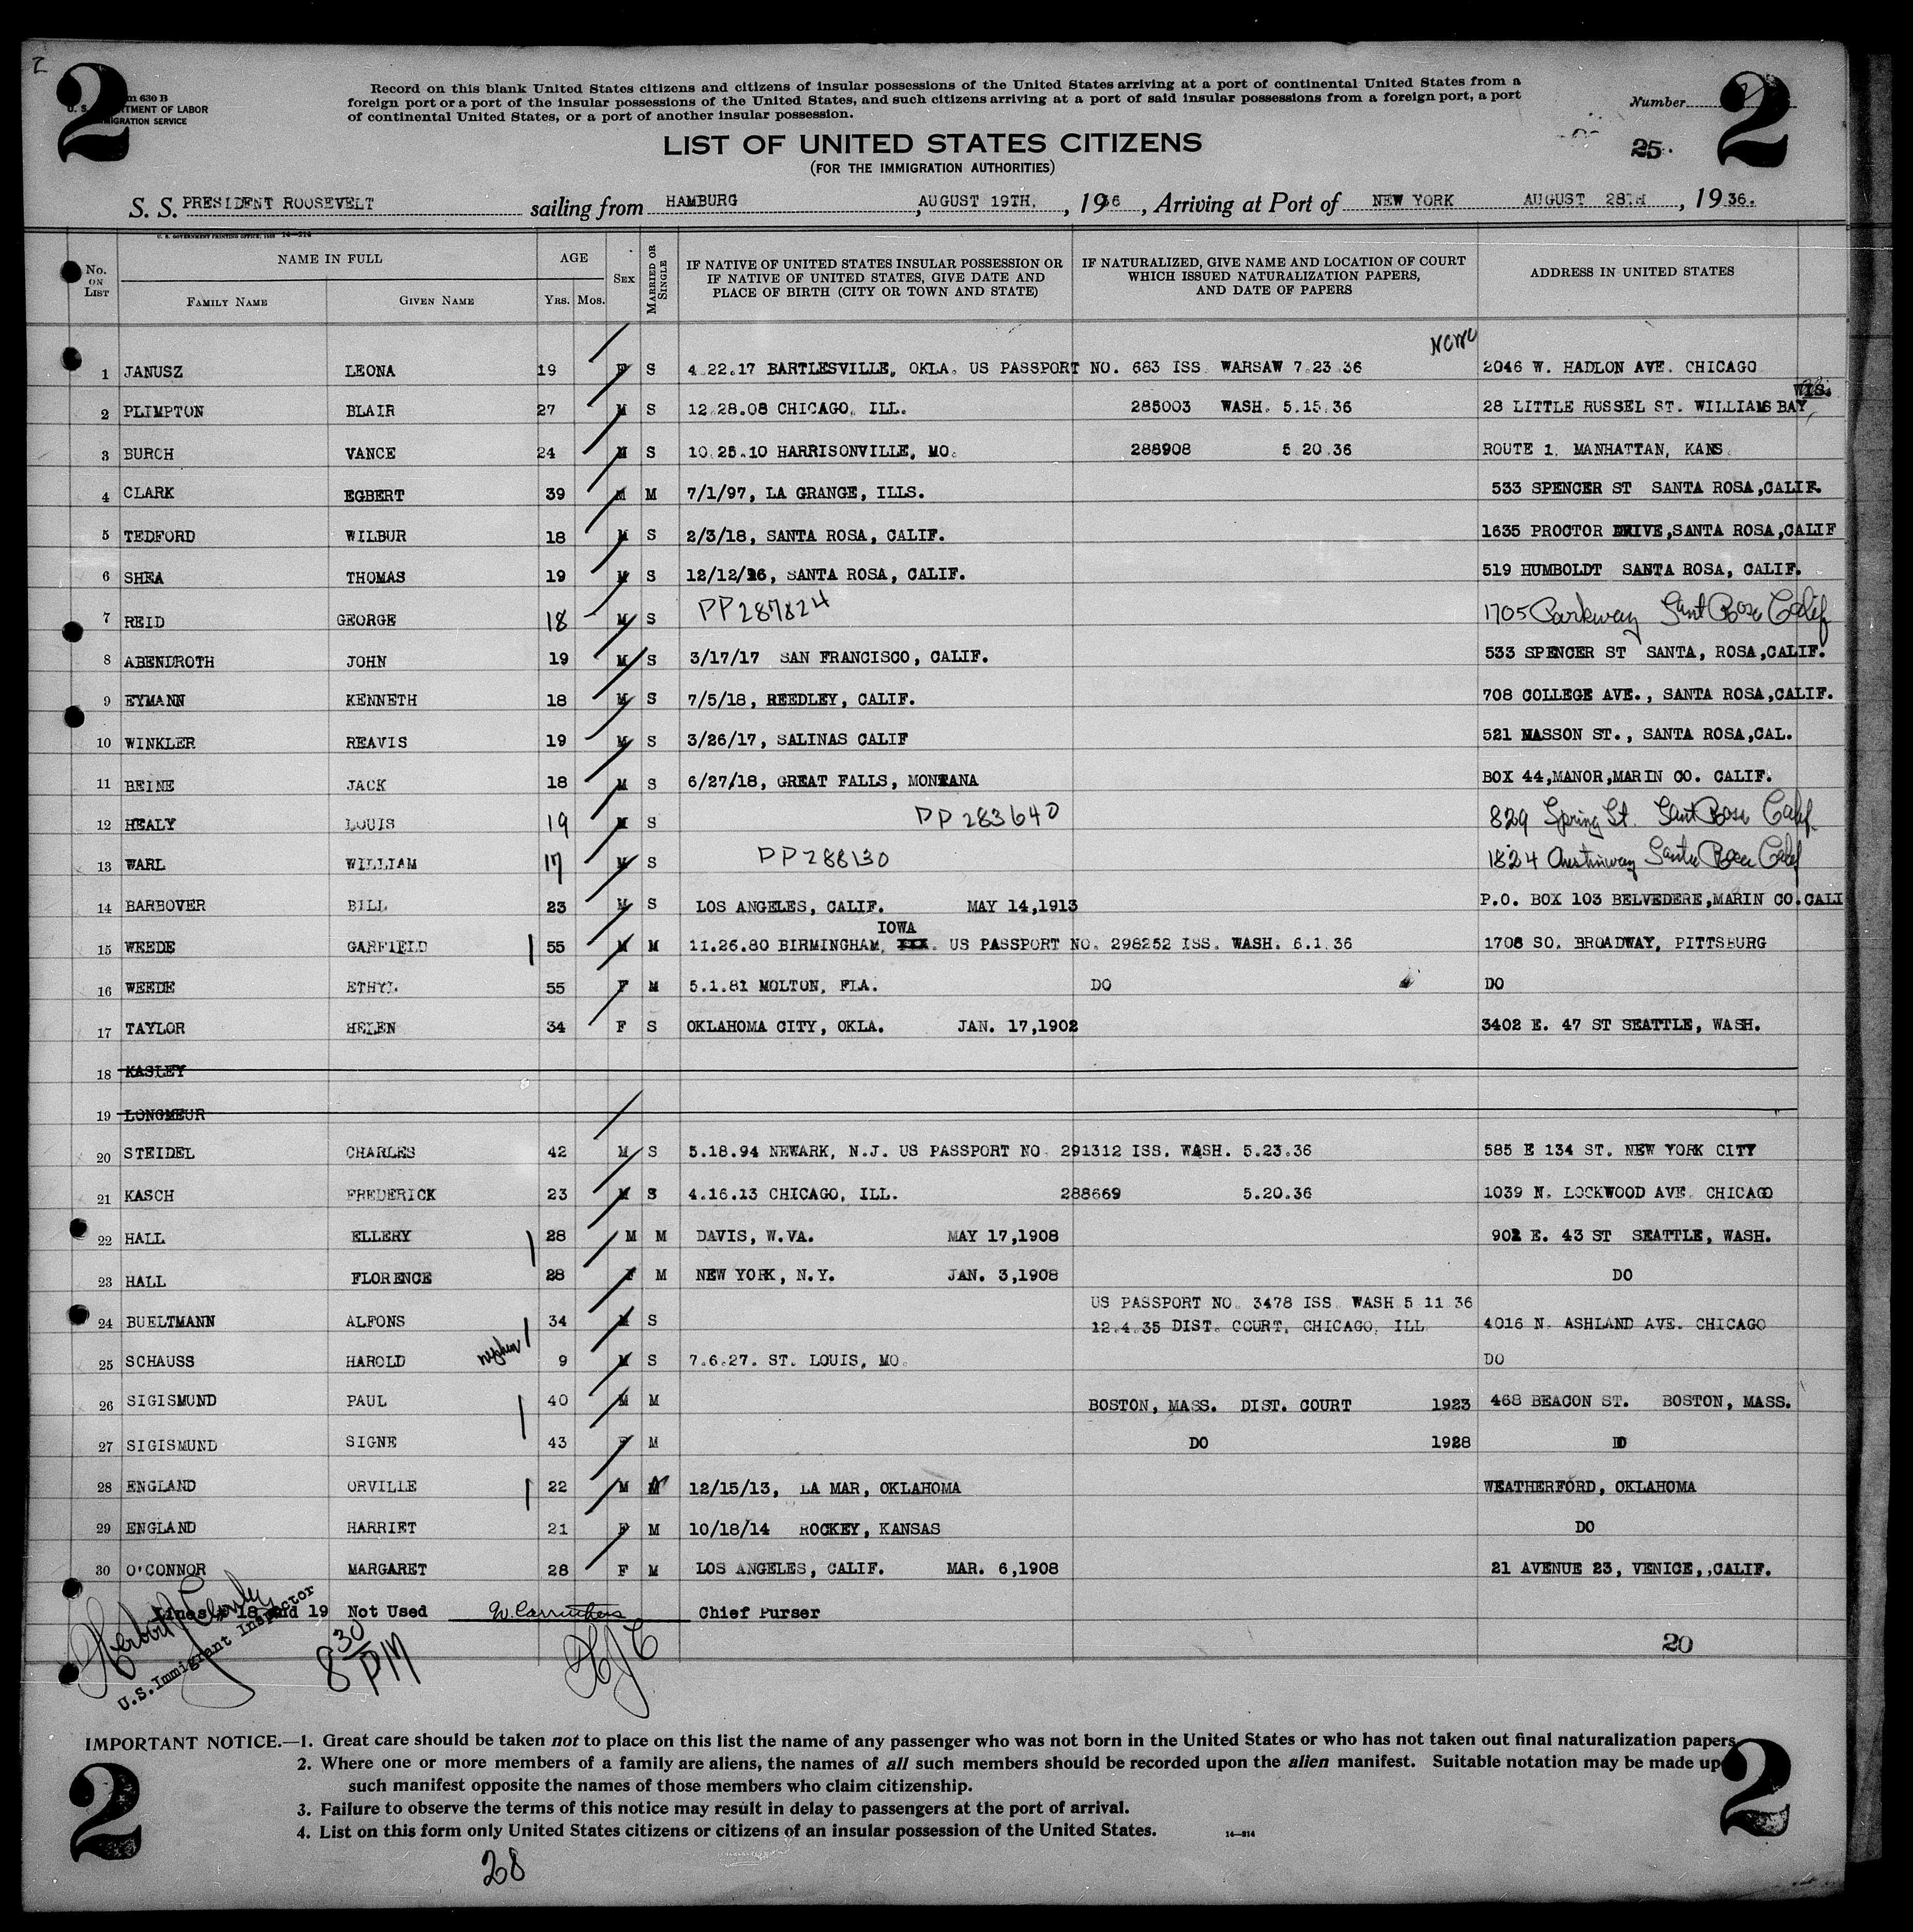 2
2
2
m 630 B
U. S. DEPARTMENT OF LABOR
IMMIGRATION SERVICE
Record on this blank United States citizens and citizens of insular possessions of the United States arriving at a port of continental United States from a
foreign port or a port of the insular possessions of the United States, and such citizens arriving at a port of said insular possessions from a foreign port, a port
of continental United States, or a port of another insular possession.
Number 2
25.
LIST OF UNITED STATES CITIZENS
(FOR THE IMMIGRATION AUTHORITIES)
S. S. PRESIDENT ROOSEVELT sailing from HAMBURG, AUGUST 19TH, 1936, Arriving at Port of NEW YORK AUGUST 28TH, 1936.
U. S. GOVERNMENT PRINTING OFFICE 14—214
No. ON LIST
NAME IN FULL
FAMILY NAME
GIVEN NAME
AGE
YRS.
MOS.
SEX
MARRIED OR SINGLE
IF NATIVE OF UNITED STATES INSULAR POSSESSION OR
IF NATIVE OF UNITED STATES, GIVE DATE AND
PLACE OF BIRTH (CITY OR TOWN AND STATE)
IF NATURALIZED, GIVE NAME AND LOCATION OF COURT
WHICH ISSUED NATURALIZATION PAPERS,
AND DATE OF PAPERS
ADDRESS IN UNITED STATES
1 JANUSZ LEONA 19 F S 4.22.17 BARTLESVILLE, OKLA. US PASSPORT NO. 683 ISS WARSAW 7.23.36 2046 W. HADLON AVE. CHICAGO
WIS.
2 PLIMPTON BLAIR 27 M S 12.28.08 CHICAGO, ILL. 285003 WASH. 5.15.36 28 LITTLE RUSSEL ST. WILLIAMS BAY
3 BURCH VANCE 24 M S 10.25.10 HARRISONVILLE, MO. 288908 5 20.36 ROUTE 1, MANHATTAN, KANS
4 CLARK EGBERT 39 M M 7/1/97, LA GRANGE, ILLS. 533 SPENCER ST SANTA ROSA,CALIF.
5 TEDFORD WILBUR 18 M S 2/3/18, SANTA ROSA, CALIF. 1635 PROCTOR DRIVE,SANTA ROSA,CALIF
6 SHEA THOMAS 19 M S 12/12/16, SANTA ROSA, CALIF. 519 HUMBOLDT SANTA ROSA, CALIF.
7 REID GEORGE 18 M S PP287824 1705 Parkway Sant Rosa Calif
8 ABENDROTH JOHN 19 M S 3/17/17 SAN FRANCISCO, CALIF. 533 SPENCER ST SANTA, ROSA,CALIF.
9 EYMANN KENNETH 18 M S 7/5/18, REEDLEY, CALIF. 708 COLLEGE AVE., SANTA ROSA,CALIF.
10 WINKLER REAVIS 19 M S 3/26/17, SALINAS CALIF 521 MASSON ST., SANTA ROSA,CAL.
11 BEINE JACK 18 M S 6/27/18, GREAT FALLS, MONTANA BOX 44,MANOR,MARIN CO. CALIF.
12 HEALY LOUIS 19 M S PP 283640 829 Spring St. Sant Rosa Calif.
13 WARL WILLIAM 17 M S PP288130 1824 Austinway Santa Rosa Calif
14 BARBOVER BILL 23 M S LOS ANGELES, CALIF. MAY 14,1913 P.O. BOX 103 BELVEDERE,MARIN CO.CALI
IOWA
15 WEEDE GARFIELD 55 M M 11.26.80 BIRMINGHAM, XXX. US PASSPORT NO. 298252 ISS. WASH. 6.1.36 1708 SO. BROADWAY, PITTSBURG
16 WEEDE ETHYL 55 F M 5.1.81 MOLTON, FLA. DO DO
17 TAYLOR HELEN 34 F S OKLAHOMA CITY, OKLA. JAN. 17,1902 3402 E. 47 ST SEATTLE, WASH.
18 KASLEY
19 LONGMEUR
20 STEIDEL CHARLES 42 M S 5.18.94 NEWARK, N.J. US PASSPORT NO. 291312 ISS. WASH. 5.23.36 585 E 134 ST. NEW YORK CITY
21 KASCH FREDERICK 23 M S 4.16.13 CHICAGO, ILL. 288669 5.20.36 1039 N. LOCKWOOD AVE. CHICAGO
22 HALL ELLERY 28 M M DAVIS, W.VA. MAY 17,1908 902 E. 43 ST SEATTLE, WASH.
23 HALL FLORENCE 28 F M NEW YORK, N.Y. JAN. 3,1908 DO
US PASSPORT NO. 3478 ISS WASH 5 11 36
24 BUELTMANN ALFONS 34 M S 12.4.35 DIST. COURT, CHICAGO, ILL 4016 N. ASHLAND AVE. CHICAGO
25 SCHAUSS HAROLD nephew 9 M S 7.6.27. ST. LOUIS, MO. DO
26 SIGISMUND PAUL 40 M M BOSTON, MASS. DIST. COURT 1923 468 BEACON ST. BOSTON, MASS.
27 SIGISMUND SIGNE 43 F M DO 1928 DO
28 ENGLAND ORVILLE 22 M M 12/15/13, LA MAR, OKLAHOMA WEATHERFORD, OKLAHOMA
29 ENGLAND HARRIET 21 F M 10/18/14 ROCKEY, KANSAS DO
30 O'CONNOR MARGARET 28 F M LOS ANGELES, CALIF. MAR. 6,1908 21 AVENUE 23, VENICE,,CALIF.
Lines # 18 and 19 Not Used W. Carruthers Chief Purser
U.S.Immigrant Inspector
8 30 PM
20
IMPORTANT NOTICE.—1. Great care should be taken not to place on this list the name of any passenger who was not born in the United States or who has not taken out final naturalization papers.
2. Where one or more members of a family are aliens, the names of all such members should be recorded upon the alien manifest. Suitable notation may be made up
such manifest opposite the names of those members who claim citizenship.
3. Failure to observe the terms of this notice may result in delay to passengers at the port of arrival.
4. List on this form only United States citizens or citizens of an insular possession of the United States.
14—214
2
2
28